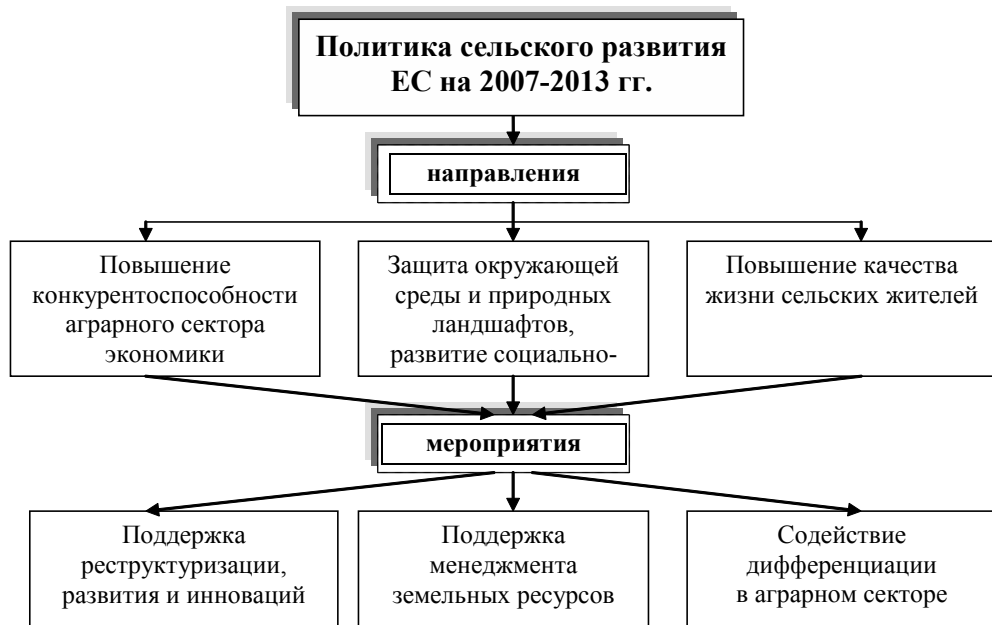 Политика сельского развития
ЕС на 2007-2013 гг.
направления
Повышение
конкурентоспособности
аграрного сектора
экономики
Защита окружающей
среды и природных
ландшафтов,
развитие социально-
Повышение качества
жизни сельских жителей
мероприятия
Поддержка
реструктуризации,
развития и инноваций
Поддержка
менеджмента
земельных ресурсов
Содействие
дифференциации
в аграрном секторе